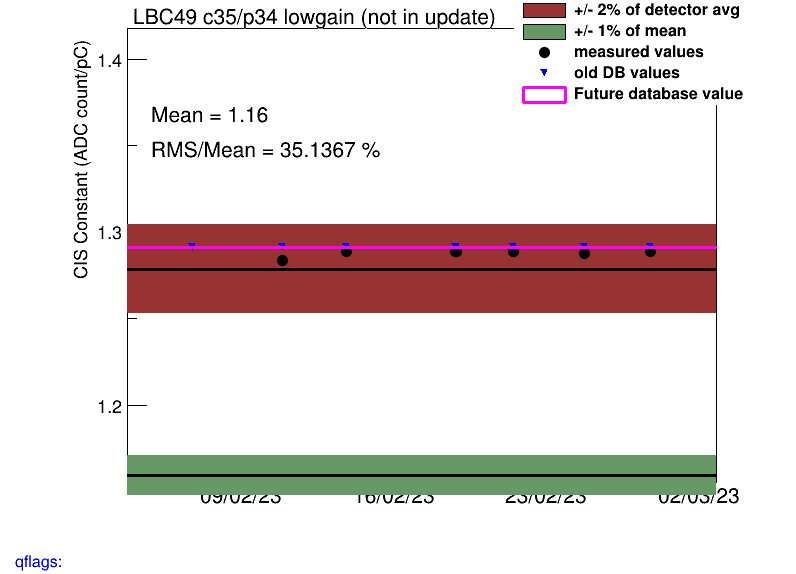 LBC49 c35/p34 lowgain (not in update)
+/- 2% of detector avg
+/- 1% of mean
measured values
old DB values
Future database value
CIS Constant (ADC count/pC)
1.4
Mean = 1.16
RMS/Mean = 35.1367 %
1.3
1.2
09/02/23 16/02/23 23/02/23 02/03/23
qflags: